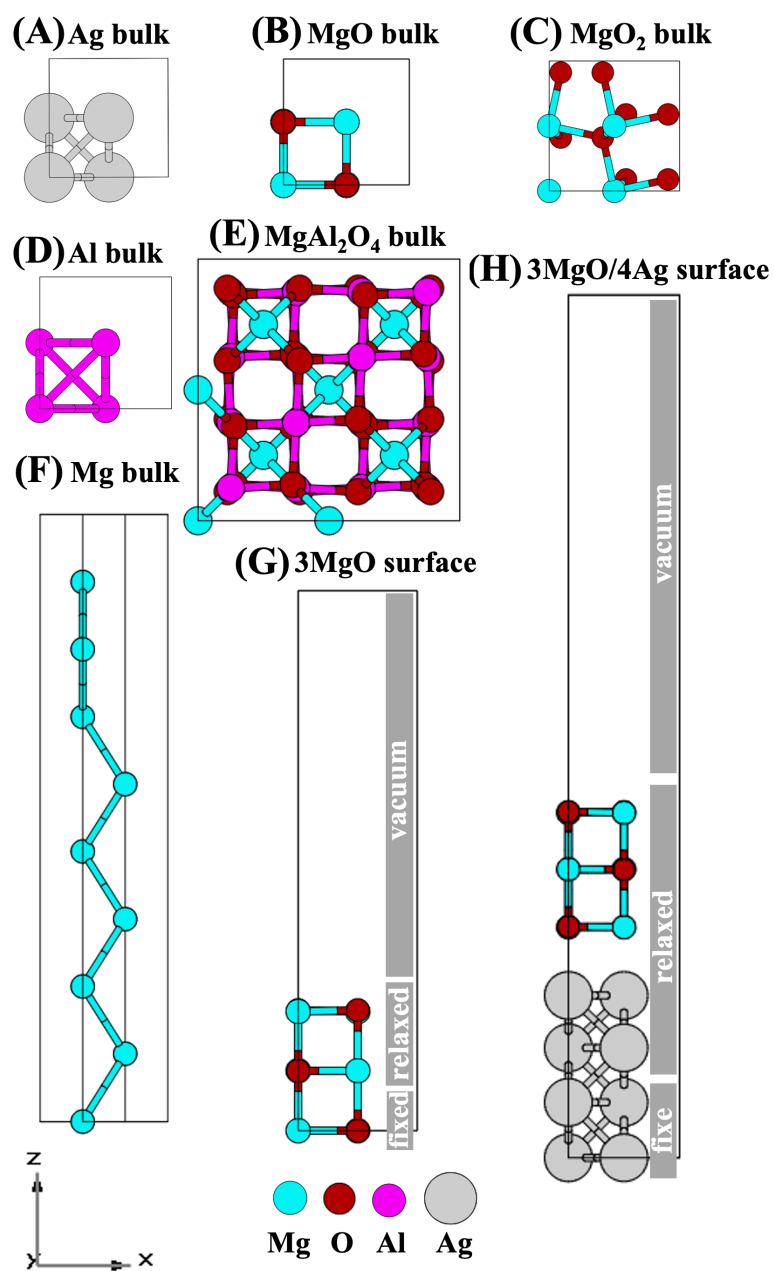 (A) Ag bulk
(B) MgO bulk
(C) MgO₂ bulk
(D) Al bulk
(E) MgAl₂O₄ bulk
(H) 3MgO/4Ag surface
(F) Mg bulk
(G) 3MgO surface
vacuum
relaxed
fixed
vacuum
relaxed
fixe
Z
Y
X
Mg O Al Ag